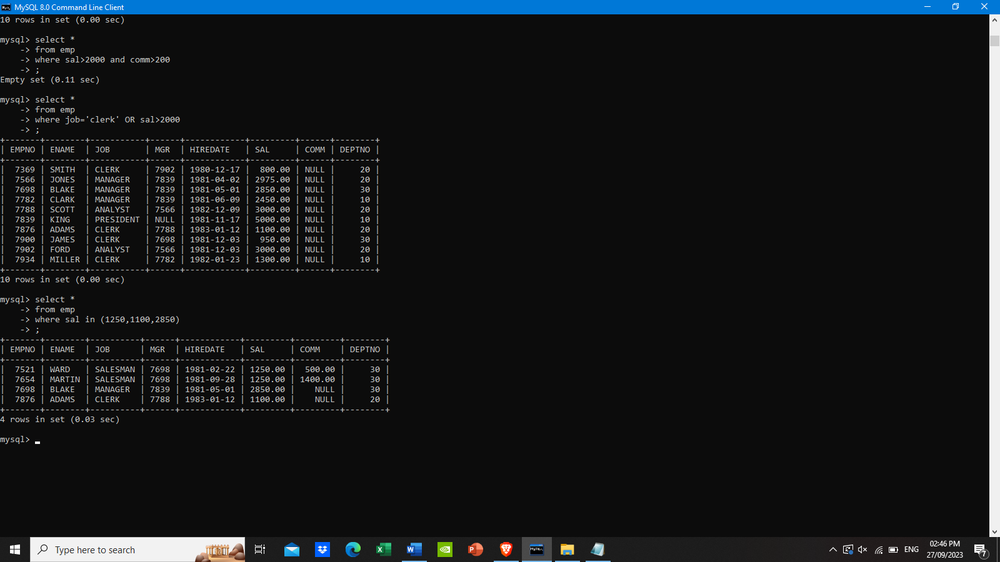 MySQL 8.0 Command Line Client
10 rows in set (0.00 sec)
mysql> select *
    -> from emp
    -> where sal>2000 and comm>200
    -> ;
Empty set (0.11 sec)
mysql> select *
    -> from emp
    -> where job='clerk' OR sal>2000
    -> ;
+-------+--------+-----------+------+------------+---------+------+--------+
| EMPNO | ENAME  | JOB       | MGR  | HIREDATE   | SAL     | COMM | DEPTNO |
+-------+--------+-----------+------+------------+---------+------+--------+
|  7369 | SMITH  | CLERK     | 7902 | 1980-12-17 |  800.00 | NULL |     20 |
|  7566 | JONES  | MANAGER   | 7839 | 1981-04-02 | 2975.00 | NULL |     20 |
|  7698 | BLAKE  | MANAGER   | 7839 | 1981-05-01 | 2850.00 | NULL |     30 |
|  7782 | CLARK  | MANAGER   | 7839 | 1981-06-09 | 2450.00 | NULL |     10 |
|  7788 | SCOTT  | ANALYST   | 7566 | 1982-12-09 | 3000.00 | NULL |     20 |
|  7839 | KING   | PRESIDENT | NULL | 1981-11-17 | 5000.00 | NULL |     10 |
|  7876 | ADAMS  | CLERK     | 7788 | 1983-01-12 | 1100.00 | NULL |     20 |
|  7900 | JAMES  | CLERK     | 7698 | 1981-12-03 |  950.00 | NULL |     30 |
|  7902 | FORD   | ANALYST   | 7566 | 1981-12-03 | 3000.00 | NULL |     20 |
|  7934 | MILLER | CLERK     | 7782 | 1982-01-23 | 1300.00 | NULL |     10 |
+-------+--------+-----------+------+------------+---------+------+--------+
10 rows in set (0.00 sec)
mysql> select *
    -> from emp
    -> where sal in (1250,1100,2850)
    -> ;
+-------+--------+----------+------+------------+---------+---------+--------+
| EMPNO | ENAME  | JOB      | MGR  | HIREDATE   | SAL     | COMM    | DEPTNO |
+-------+--------+----------+------+------------+---------+---------+--------+
|  7521 | WARD   | SALESMAN | 7698 | 1981-02-22 | 1250.00 |  500.00 |     30 |
|  7654 | MARTIN | SALESMAN | 7698 | 1981-09-28 | 1250.00 | 1400.00 |     30 |
|  7698 | BLAKE  | MANAGER  | 7839 | 1981-05-01 | 2850.00 |    NULL |     30 |
|  7876 | ADAMS  | CLERK    | 7788 | 1983-01-12 | 1100.00 |    NULL |     20 |
+-------+--------+----------+------+------------+---------+---------+--------+
4 rows in set (0.03 sec)
mysql>
Type here to search
ENG
02:46 PM
27/09/2023
7